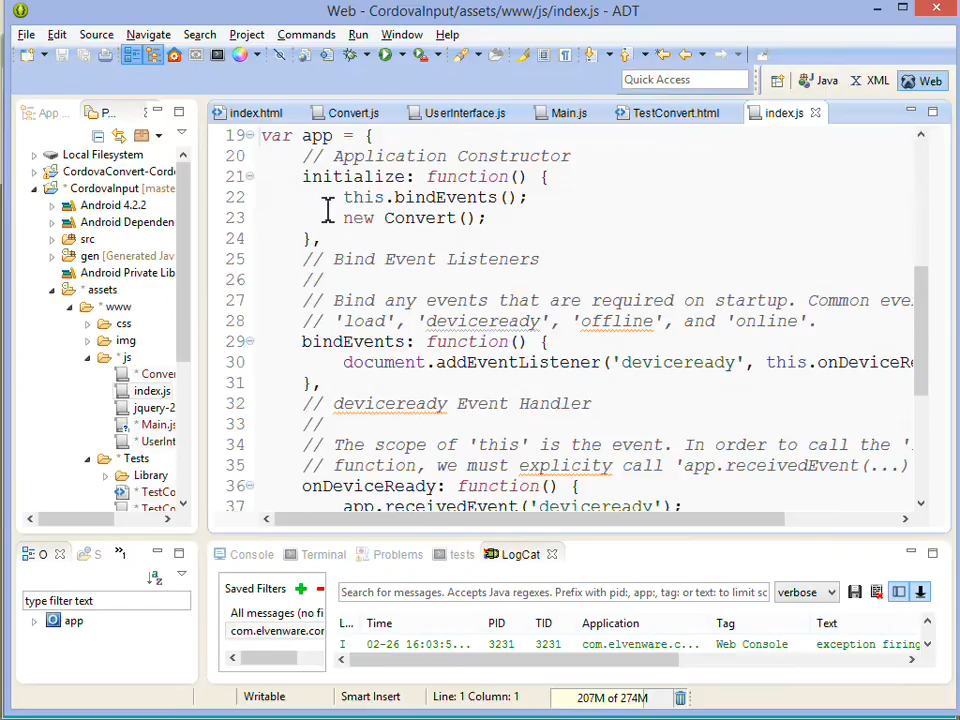 Web - CordovaInput/assets/www/js/index.js - ADT
File Edit Source Navigate Search Project Commands Run Window Help
Quick Access
Java
XML
Web
App ...
P...
index.html
Convert.js
UserInterface.js
Main.js
TestConvert.html
index.js
Local Filesystem
CordovaConvert-Cord
* CordovaInput [master
Android 4.2.2
Android Dependen
src
gen [Generated Java
Android Private Lib
* assets
* www
css
img
* js
* Conver
index.js
jquery-2
* Main.js
* UserInt
* Tests
Library
* TestCo
* TestCo
19 var app = {
20 // Application Constructor
21 initialize: function() {
22 this.bindEvents();
23 new Convert();
24 },
25 // Bind Event Listeners
26 //
27 // Bind any events that are required on startup. Common eve
28 // 'load', 'deviceready', 'offline', and 'online'.
29 bindEvents: function() {
30 document.addEventListener('deviceready', this.onDeviceRe
31 },
32 // deviceready Event Handler
33 //
34 // The scope of 'this' is the event. In order to call the '
35 // function, we must explicity call 'app.receivedEvent(...)
36 onDeviceReady: function() {
37 app.receivedEvent('deviceready');
O
S
»1
type filter text
app
Console
Terminal
Problems
tests
LogCat
Saved Filters
All messages (no fi
com.elvenware.com
Search for messages. Accepts Java regexes. Prefix with pid:, app:, tag: or text: to limit sc
verbose
L... Time PID TID Application Tag Text
I 02-26 16:03:5... 3231 3231 com.elvenware.c... Web Console exception firing
Writable
Smart Insert
Line: 1 Column: 1
207M of 274M